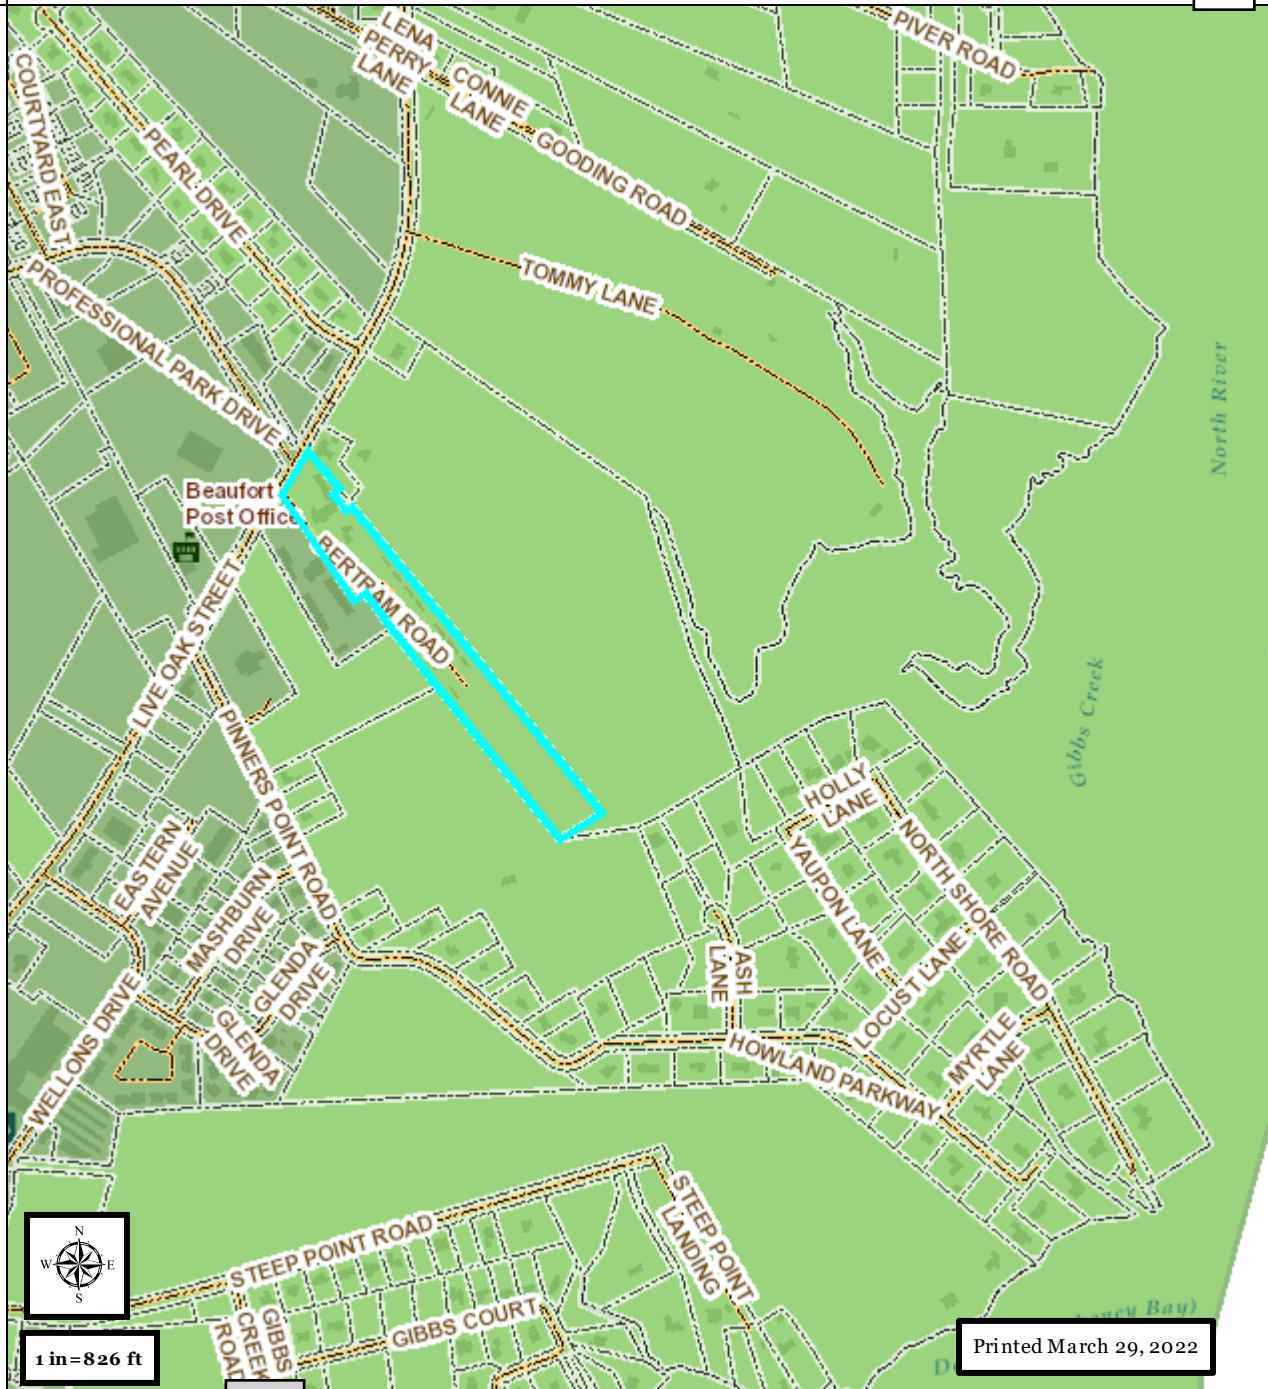 LENA
PERRY
LANE
PIVER ROAD
CONNIE
LANE
COURTYARD EAST
PEARL DRIVE
GOODING ROAD
TOMMY LANE
PROFESSIONAL PARK DRIVE
North River
Beaufort
Post Office
BERTRAM ROAD
LIVE OAK STREET
PINNERS POINT ROAD
Gibbs Creek
HOLLY
LANE
NORTH SHORE ROAD
YAUPON LANE
EASTERN
AVENUE
MASHBURN
DRIVE
GLENDA
DRIVE
ASH
LANE
LOCUST LANE
WELLONS DRIVE
GLENDA
DRIVE
MYRTLE
LANE
HOWLAND PARKWAY
STEEP POINT
LANDING
STEEP POINT ROAD
N
W E
S
GIBBS
CREEK
ROAD
GIBBS COURT
Bay)
1 in=826 ft
Printed March 29, 2022